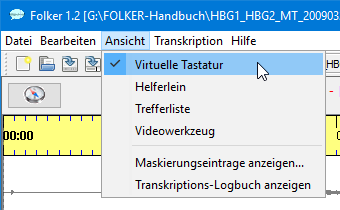 Folker 1.2 [G:\FOLKER-Handbuch\HBG1_HBG2_MT_200903
Datei Bearbeiten Ansicht Transkription Hilfe
Virtuelle Tastatur
HB
Helferlein
Trefferliste
Videowerkzeug
00:00
Maskierungseintrage anzeigen...
Transkriptions-Logbuch anzeigen